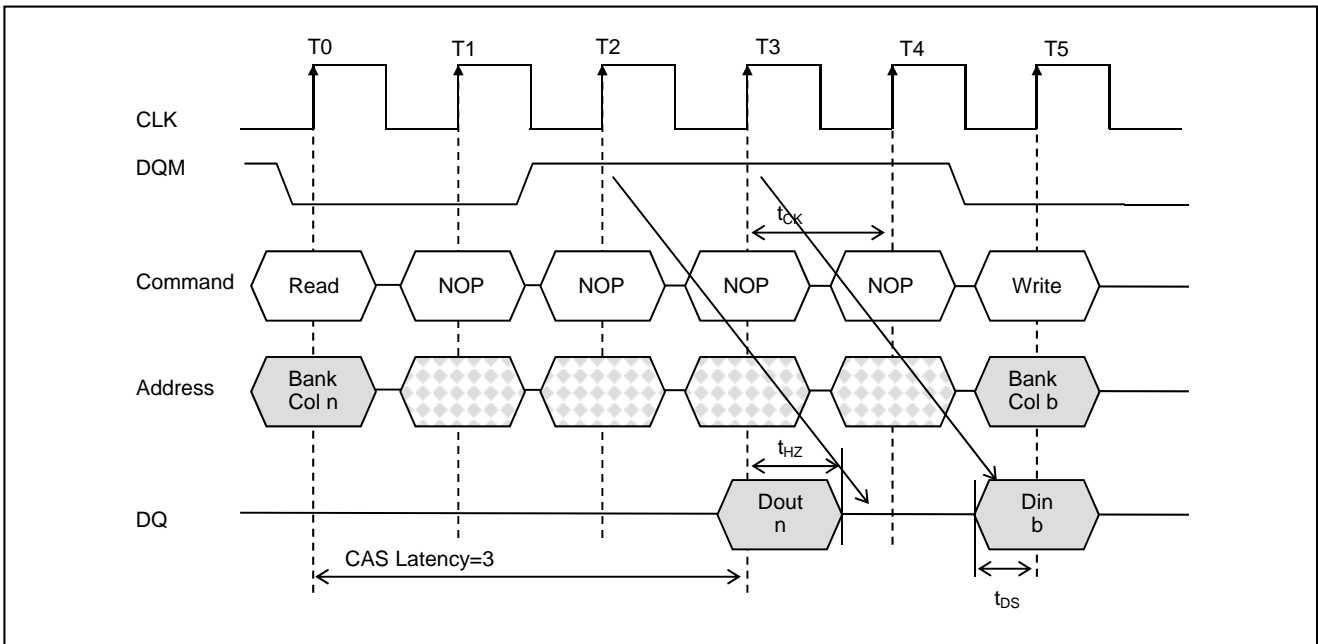 T0 T1 T2 T3 T4 T5
CLK
DQM
tCK
Command Read NOP NOP NOP NOP Write
Address Bank Col n Bank Col b
tHZ
DQ Dout n Din b
CAS Latency=3
tDS